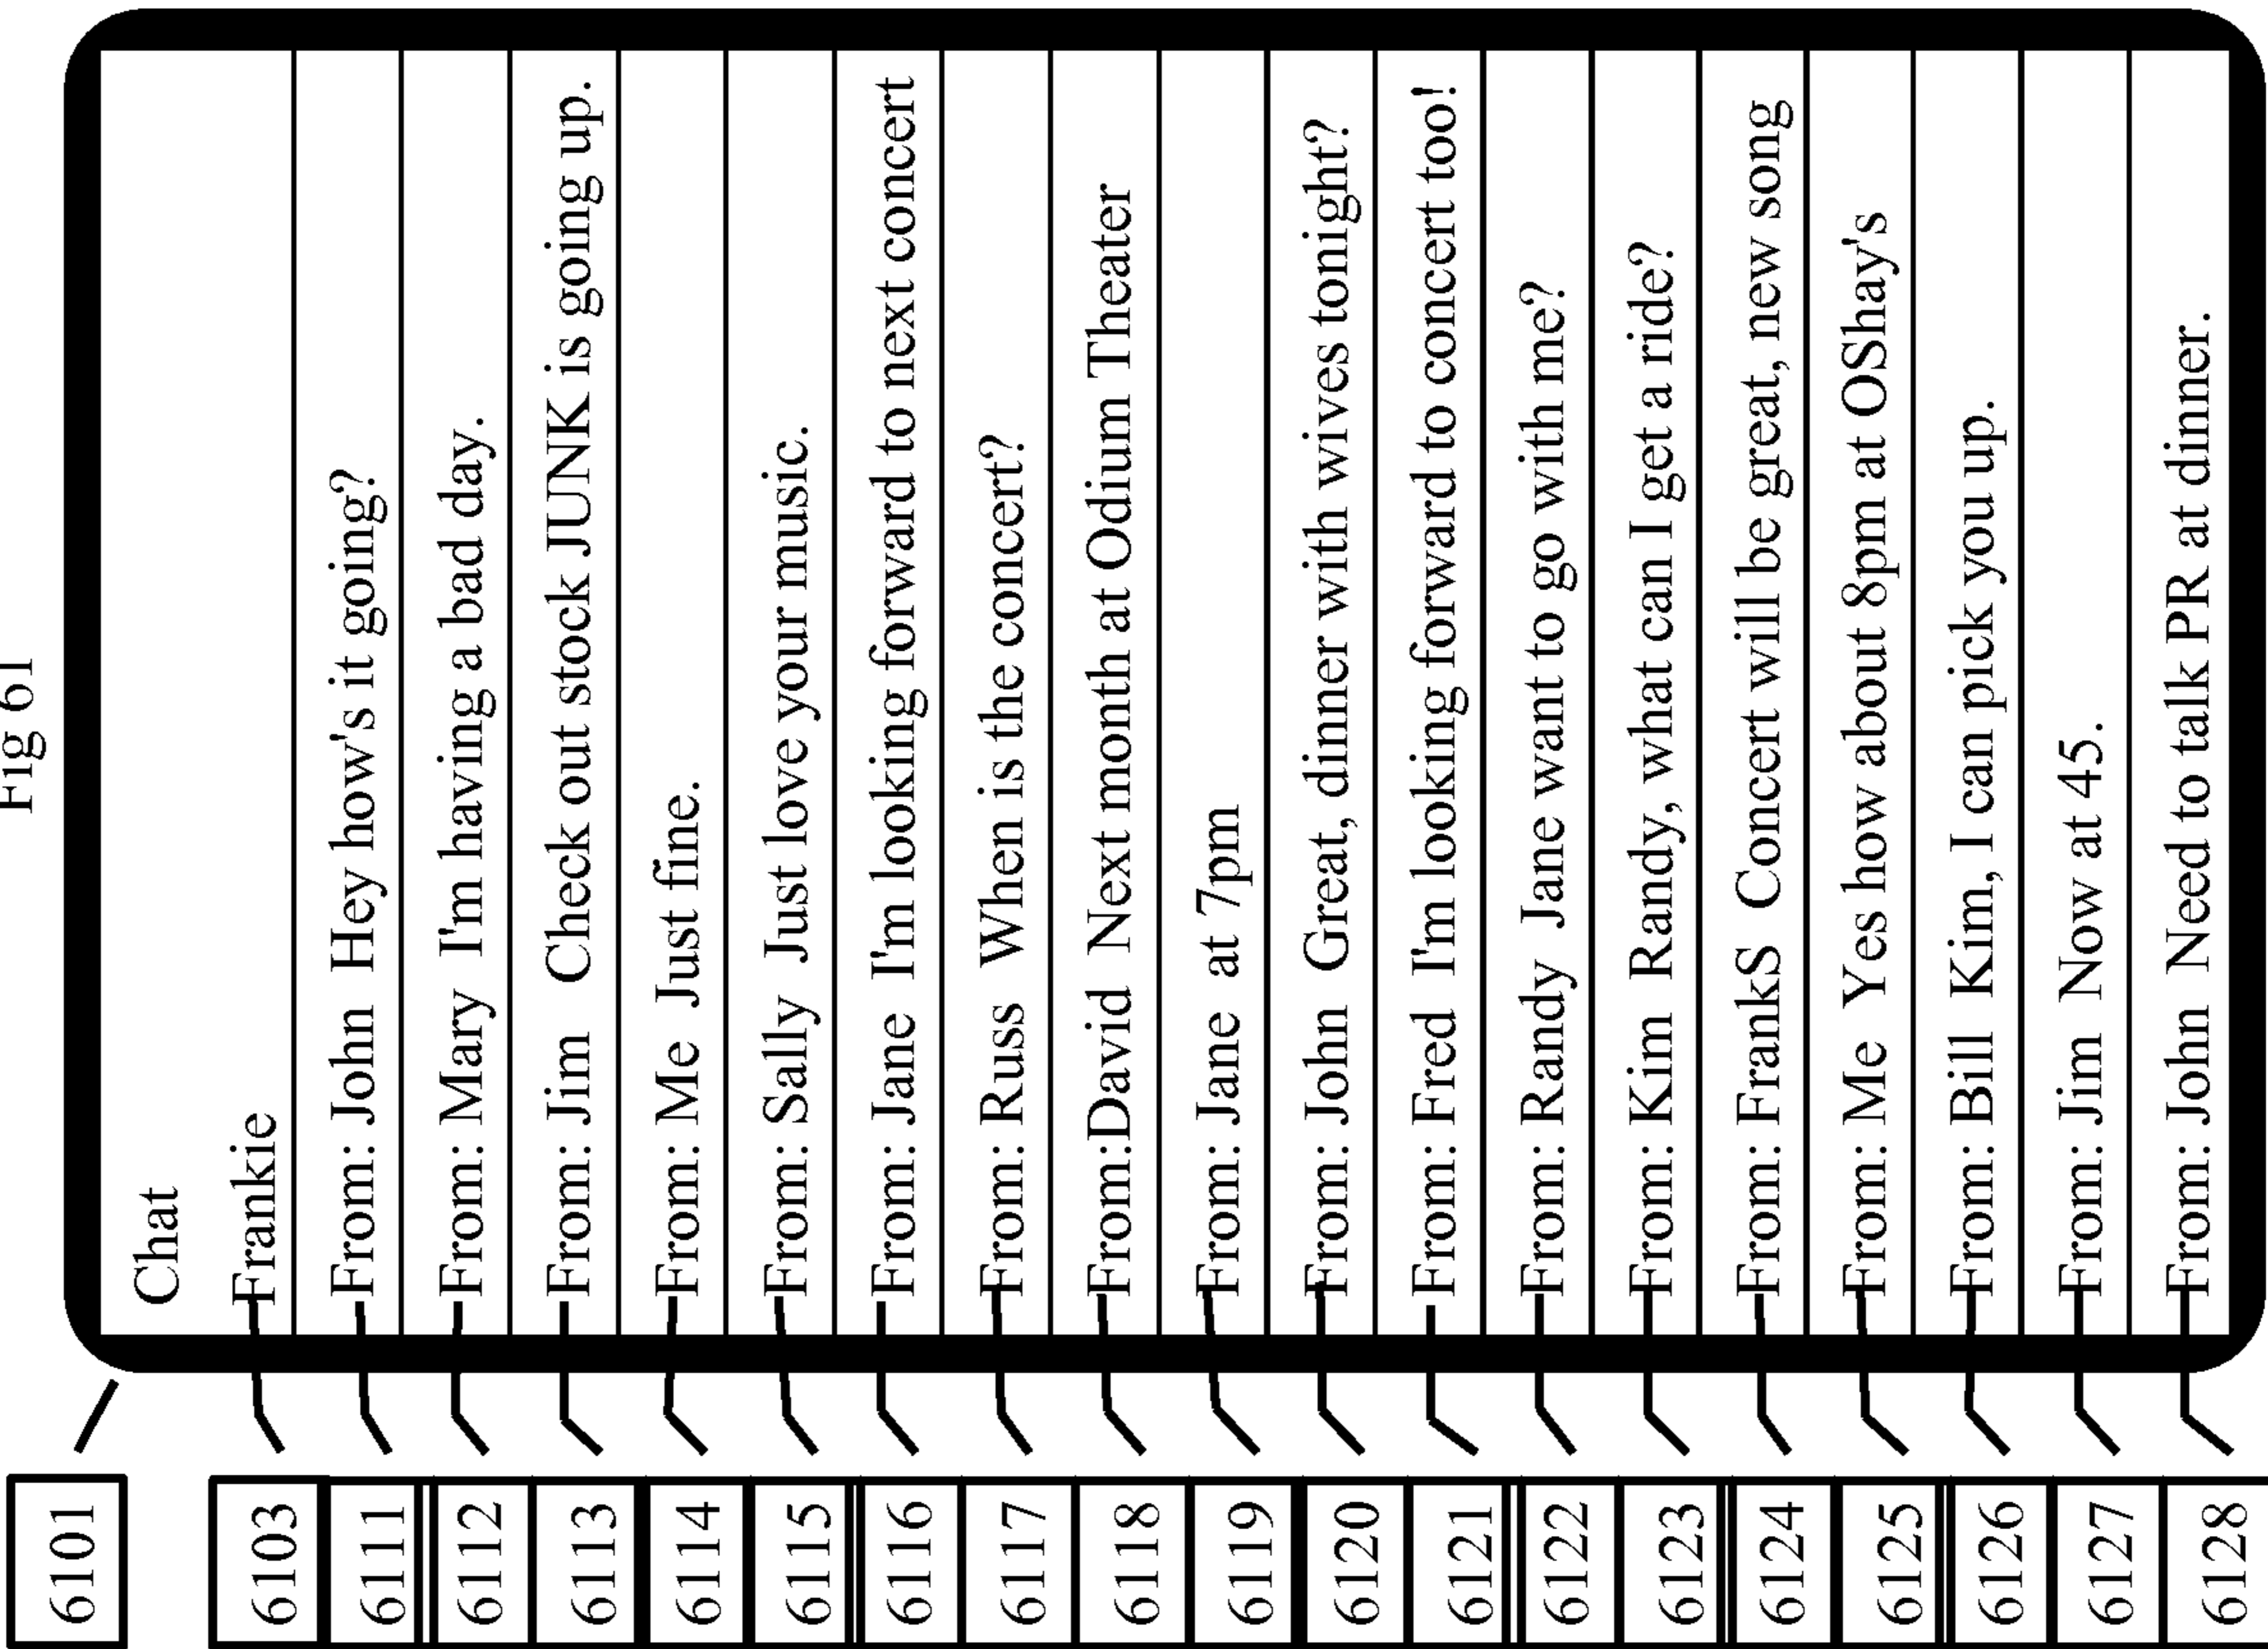 Fig 61
6101
Chat
6103 Frankie
6111 From: John Hey how's it going?
6112 From: Mary I'm having a bad day.
6113 From: Jim Check out stock JUNK is going up.
6114 From: Me Just fine.
6115 From: Sally Just love your music.
6116 From: Jane I'm looking forward to next concert
6117 From: Russ When is the concert?
6118 From:David Next month at Odium Theater
6119 From: Jane at 7pm
6120 From: John Great, dinner with wives tonight?
6121 From: Fred I'm looking forward to concert too!
6122 From: Randy Jane want to go with me?
6123 From: Kim Randy, what can I get a ride?
6124 From: FrankS Concert will be great, new song
6125 From: Me Yes how about 8pm at OShay's
6126 From: Bill Kim, I can pick you up.
6127 From: Jim Now at 45.
6128 From: John Need to talk PR at dinner.